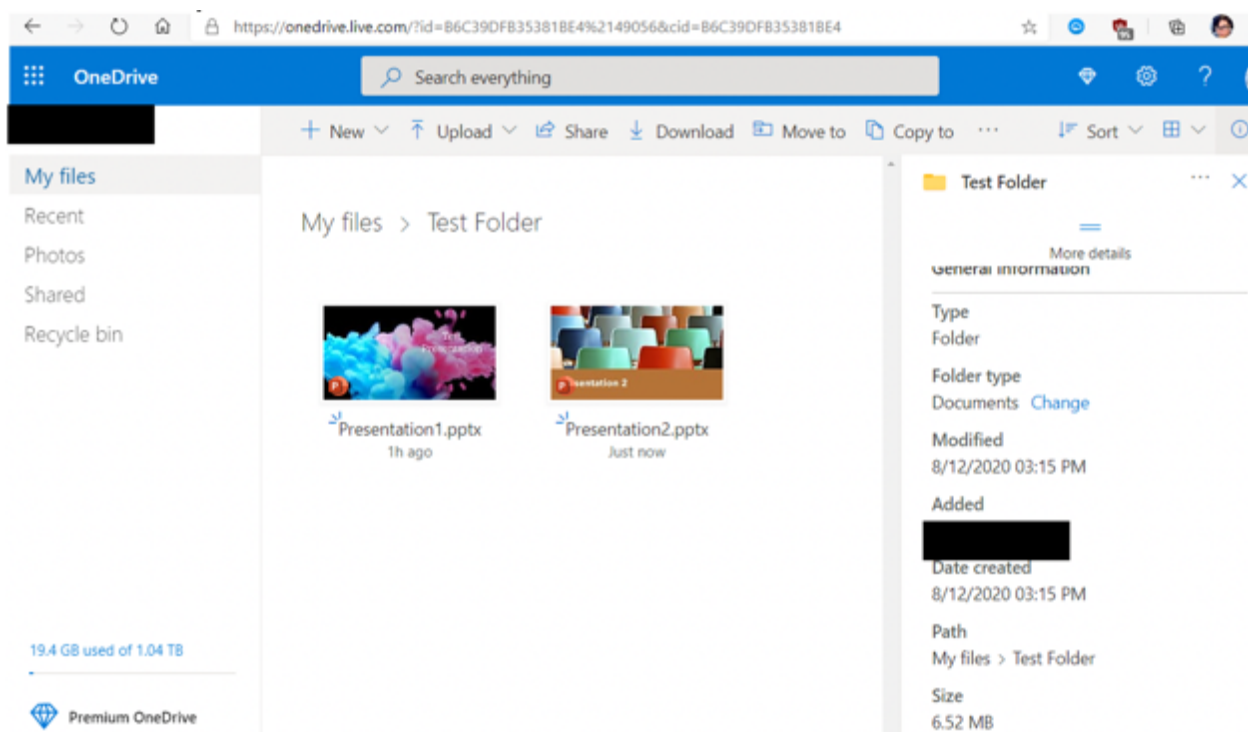 https://onedrive.live.com/?id=B6C39DFB35381BE4%2149056&cid=B6C39DFB35381BE4
OneDrive
Search everything
?
New
Upload
Share
Download
Move to
Copy to
...
Sort
My files
Recent
Photos
Shared
Recycle bin
19.4 GB used of 1.04 TB
Premium OneDrive
My files > Test Folder
Test
Presentation
Presentation1.pptx
1h ago
sentation 2
Presentation2.pptx
Just now
Test Folder
...
More details
General information
Type
Folder
Folder type
Documents Change
Modified
8/12/2020 03:15 PM
Added
Date created
8/12/2020 03:15 PM
Path
My files > Test Folder
Size
6.52 MB